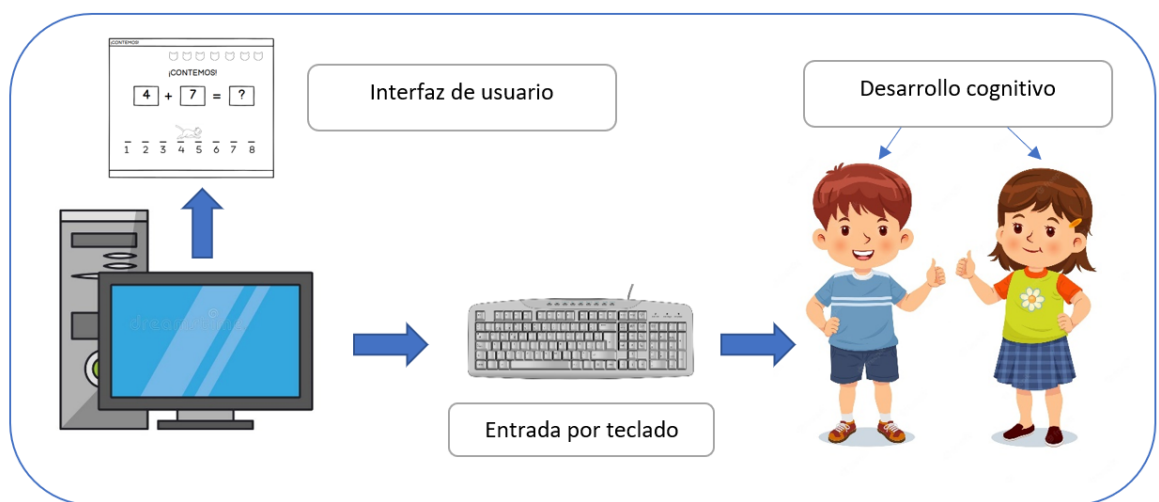 ¡CONTEMOS!
¡CONTEMOS!
4 + 7 = ?
1 2 3 4 5 6 7 8
Interfaz de usuario
Desarrollo cognitivo
Entrada por teclado